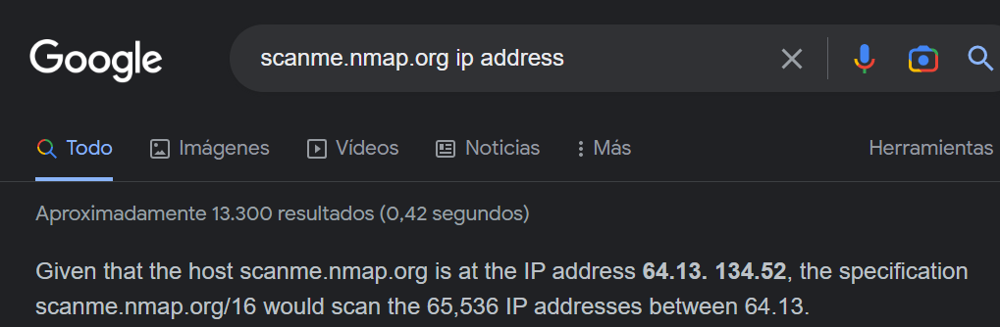 Google
scanme.nmap.org ip address
Todo Imágenes Vídeos Noticias Más Herramientas
Aproximadamente 13.300 resultados (0,42 segundos)
Given that the host scanme.nmap.org is at the IP address 64.13. 134.52, the specification
scanme.nmap.org/16 would scan the 65,536 IP addresses between 64.13.